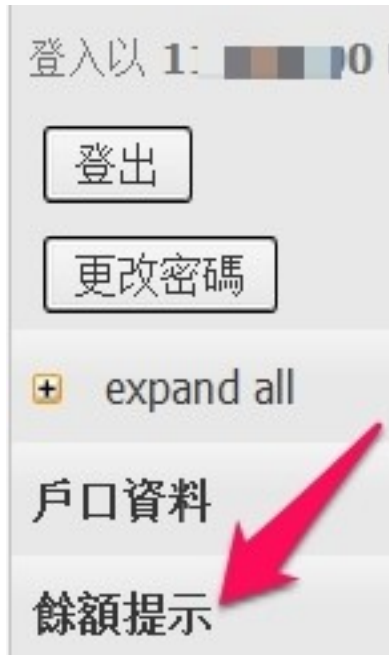 登入以
登出
更改密碼
expand all
戶口資料
餘額提示